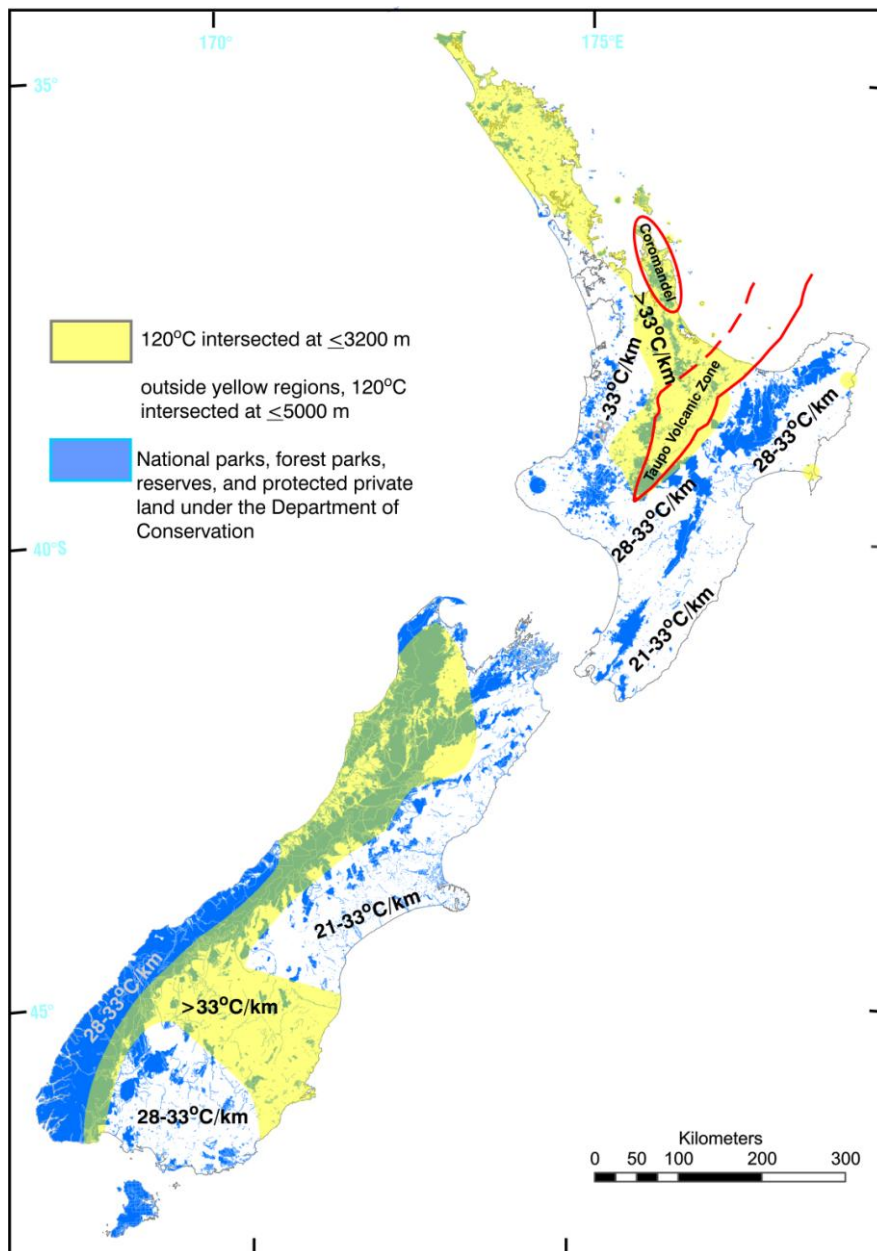 170°
175°E
35°
Coromandel
>33°C/km
28-33°C/km
Taupo Volcanic Zone
28-33°C/km
28-33°C/km
21-33°C/km
120°C intersected at ≤3200 m
outside yellow regions, 120°C
intersected at ≤5000 m
National parks, forest parks,
reserves, and protected private
land under the Department of
Conservation
40°S
21-33°C/km
28-33°C/km
>33°C/km
45°
28-33°C/km
Kilometers
0 50 100 200 300